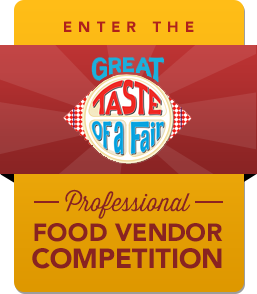 ENTER THE
GREAT
TASTE
OF a Fair
Professional
FOOD VENDOR
COMPETITION